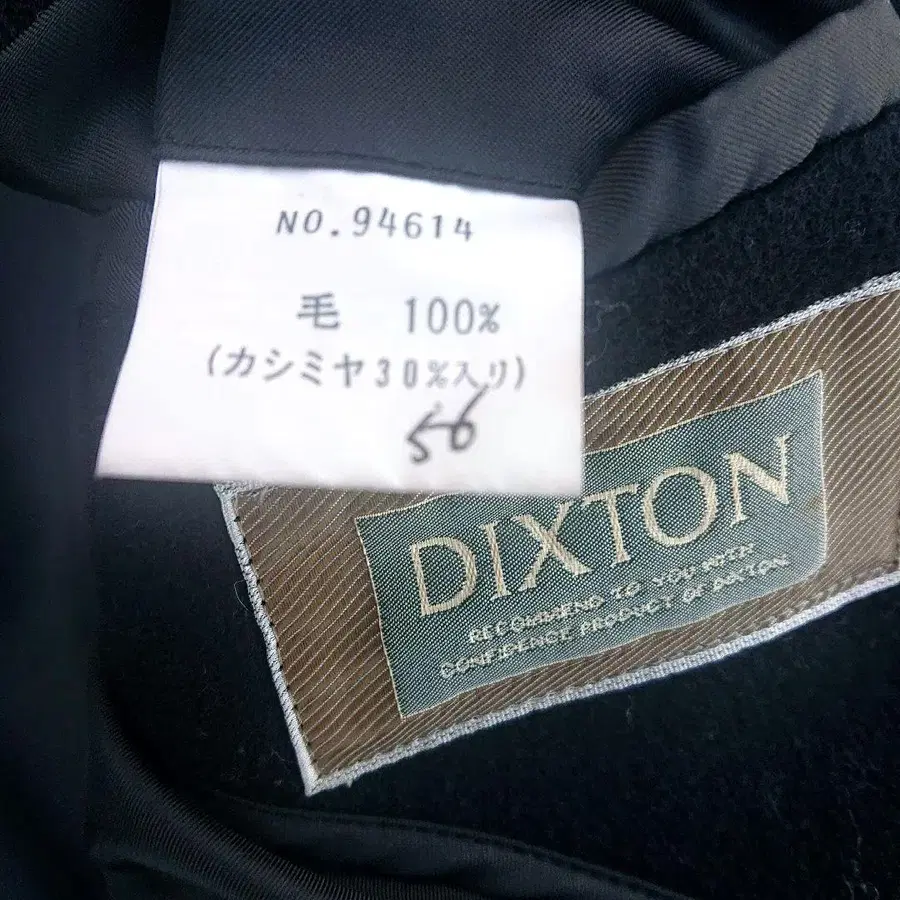 NO.94614
毛 100%
(カシミヤ30%入り)
56
DIXTON
RECOMMEND TO YOU WITH
CONFIDENCE PRODUCT OF DIXTON